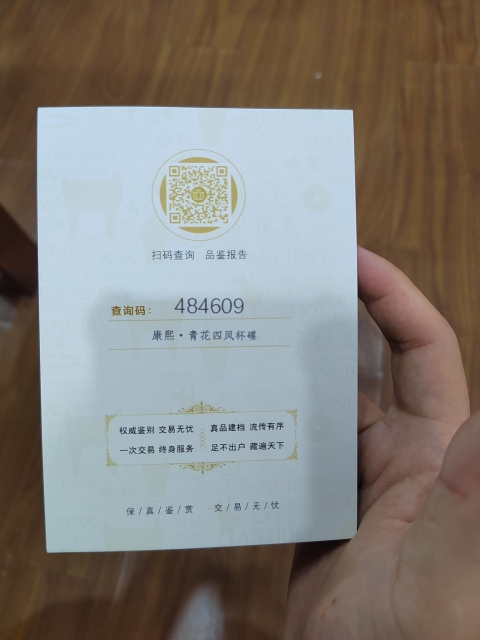 扫码查询 品鉴报告
查询码： 484609
康熙·青花四凤杯碟
权威鉴别 交易无忧 真品建档 流传有序
一次交易 终身服务 足不出户 藏遍天下
保/真/鉴/赏 交/易/无/忧